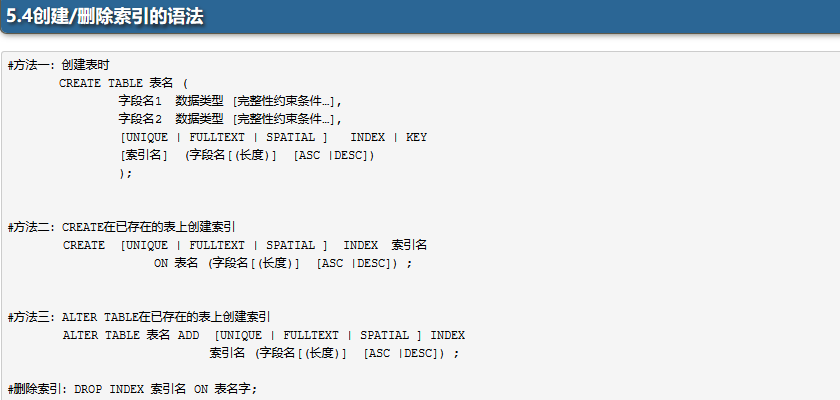 5.4创建/删除索引的语法
#方法一：创建表时
CREATE TABLE 表名 (
字段名1  数据类型 [完整性约束条件…],
字段名2  数据类型 [完整性约束条件…],
[UNIQUE | FULLTEXT | SPATIAL ]   INDEX | KEY
[索引名]  (字段名[(长度)]  [ASC |DESC])
);
#方法二：CREATE在已存在的表上创建索引
CREATE  [UNIQUE | FULLTEXT | SPATIAL ]  INDEX  索引名
ON 表名 (字段名[(长度)]  [ASC |DESC]) ;
#方法三：ALTER TABLE在已存在的表上创建索引
ALTER TABLE 表名 ADD  [UNIQUE | FULLTEXT | SPATIAL ] INDEX
索引名 (字段名[(长度)]  [ASC |DESC]) ;
#删除索引：DROP INDEX 索引名 ON 表名字;